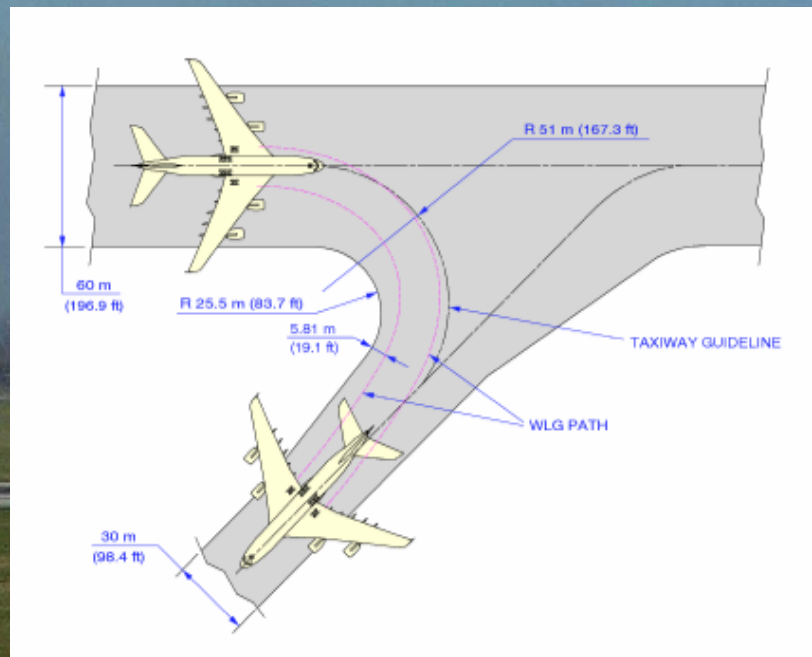 R 51 m (167.3 ft)
60 m
(196.9 ft)
R 25.5 m (83.7 ft)
5.81 m
(19.1 ft)
TAXIWAY GUIDELINE
WLG PATH
30 m
(98.4 ft)